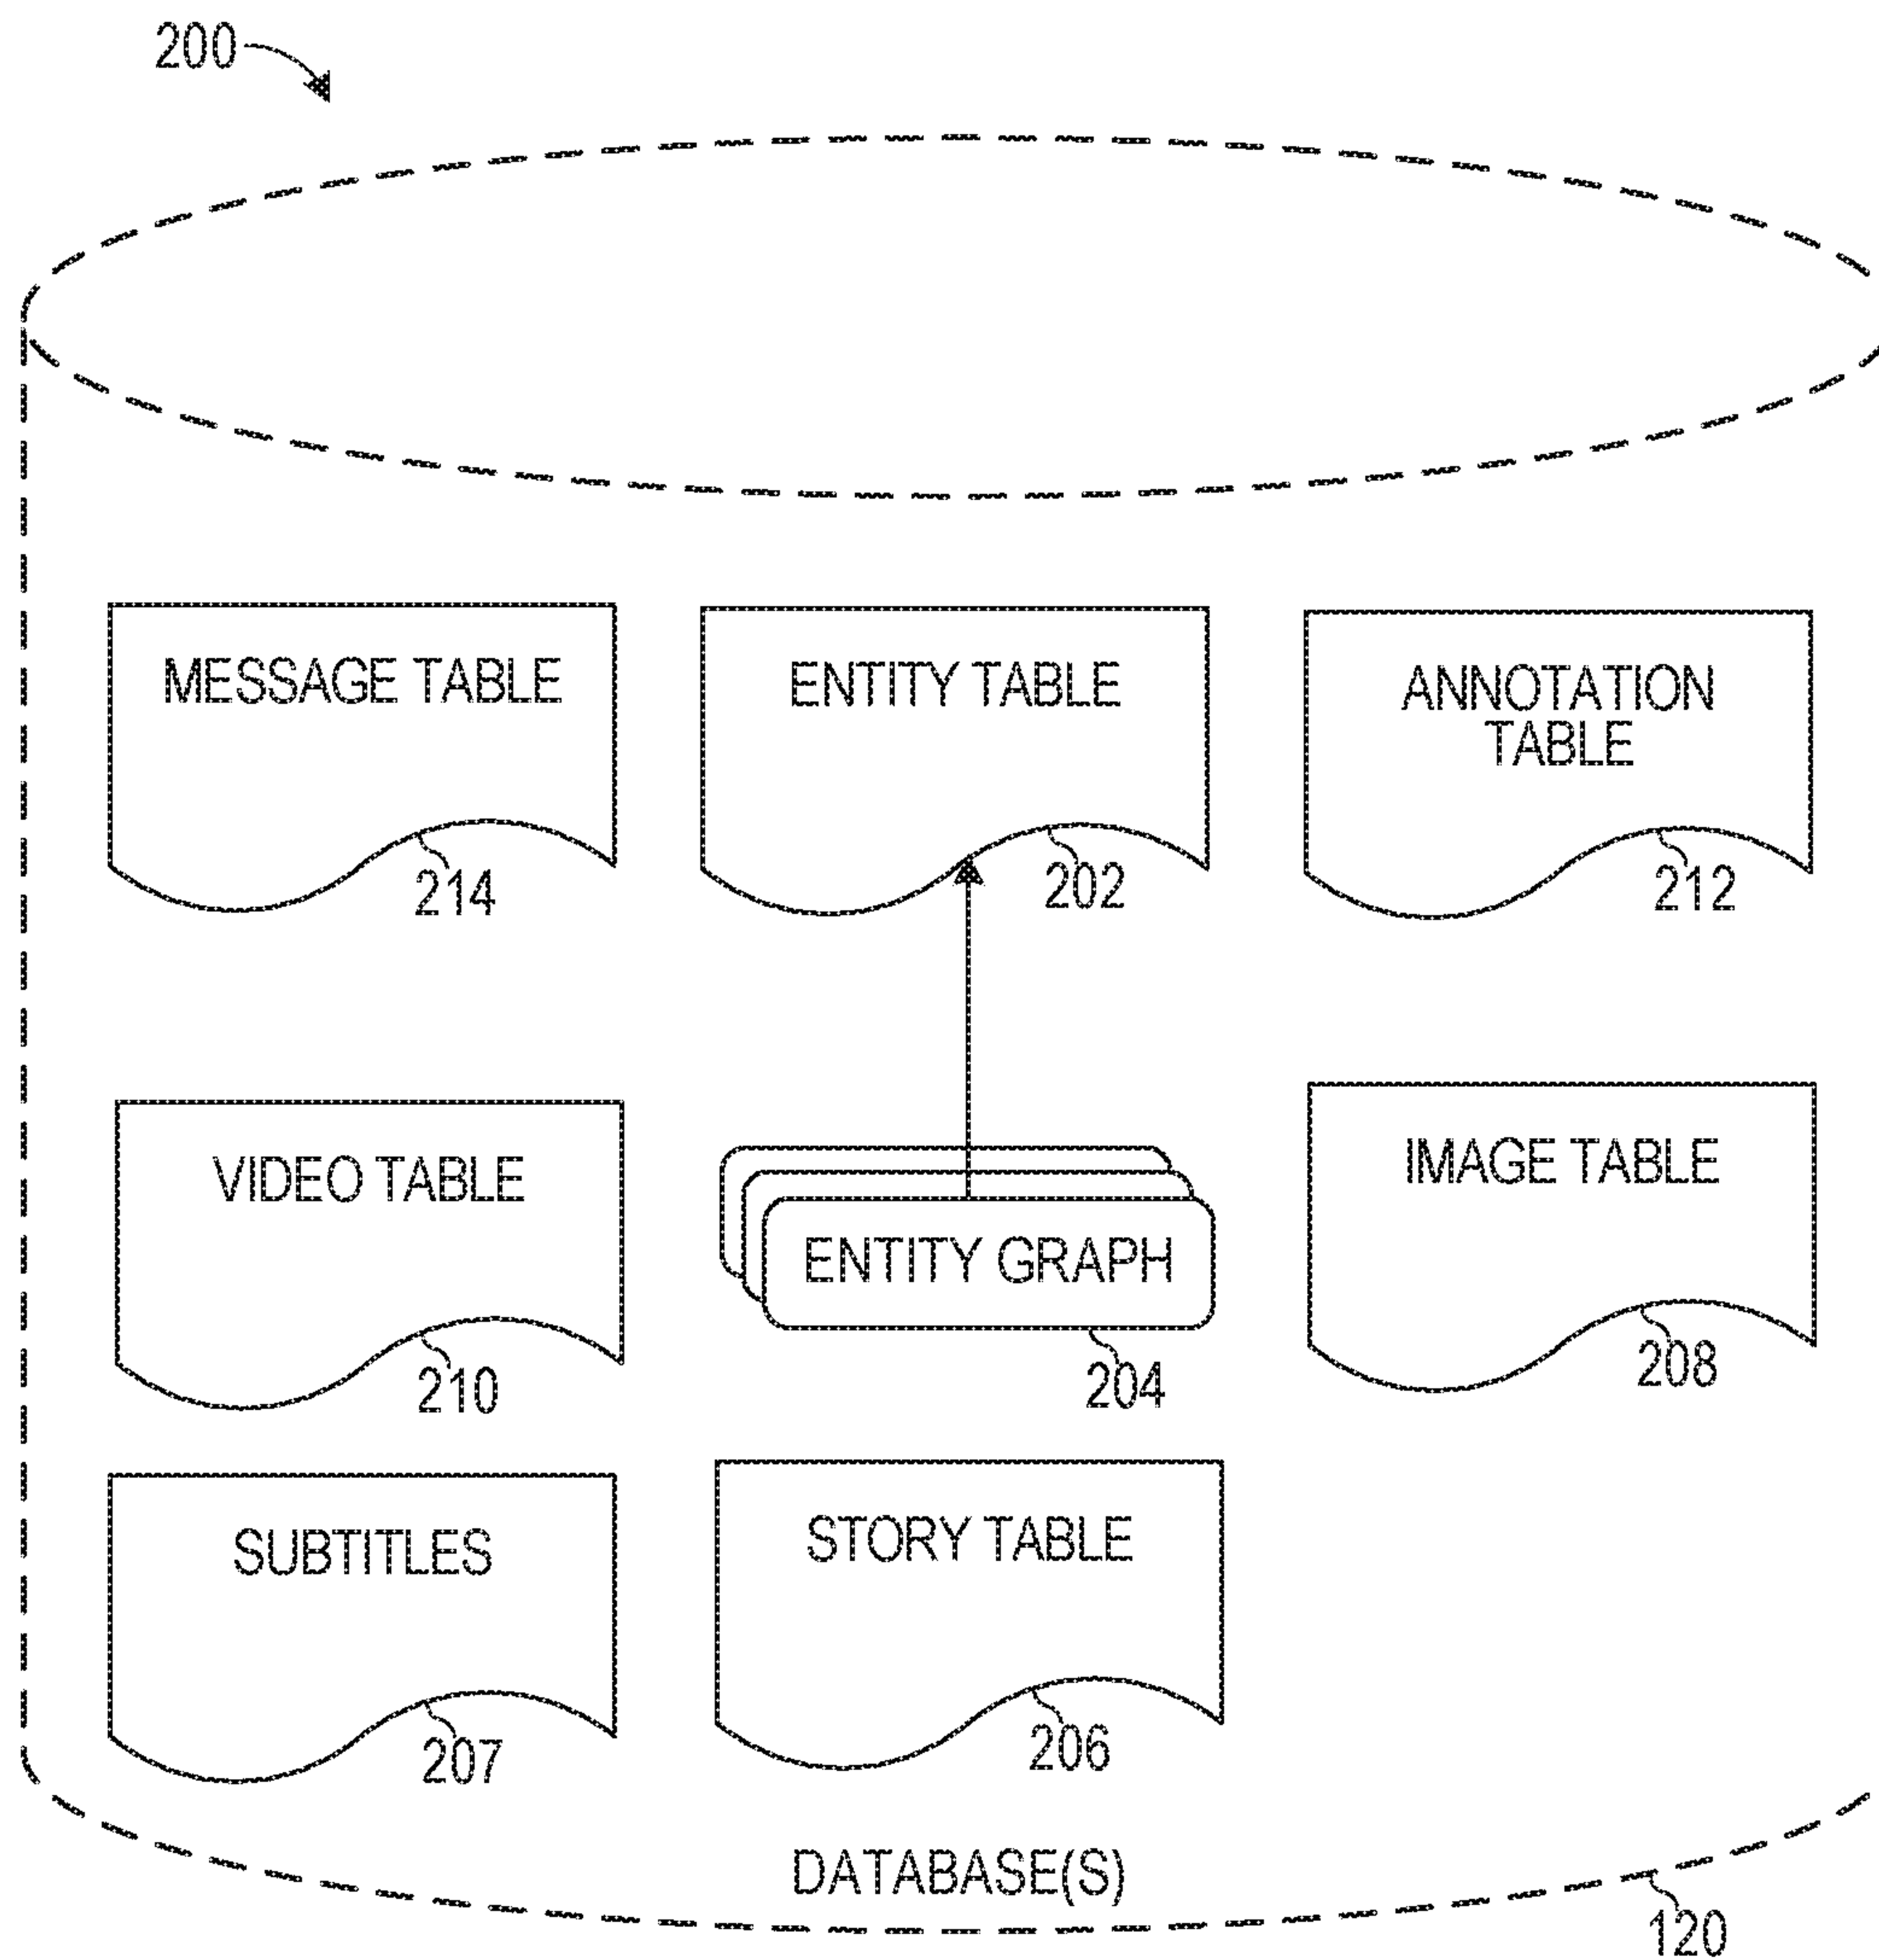 200
MESSAGE TABLE
214
ENTITY TABLE
202
ANNOTATION
TABLE
212
VIDEO TABLE
210
ENTITY GRAPH
204
IMAGE TABLE
208
SUBTITLES
207
STORY TABLE
206
DATABASE(S)
120